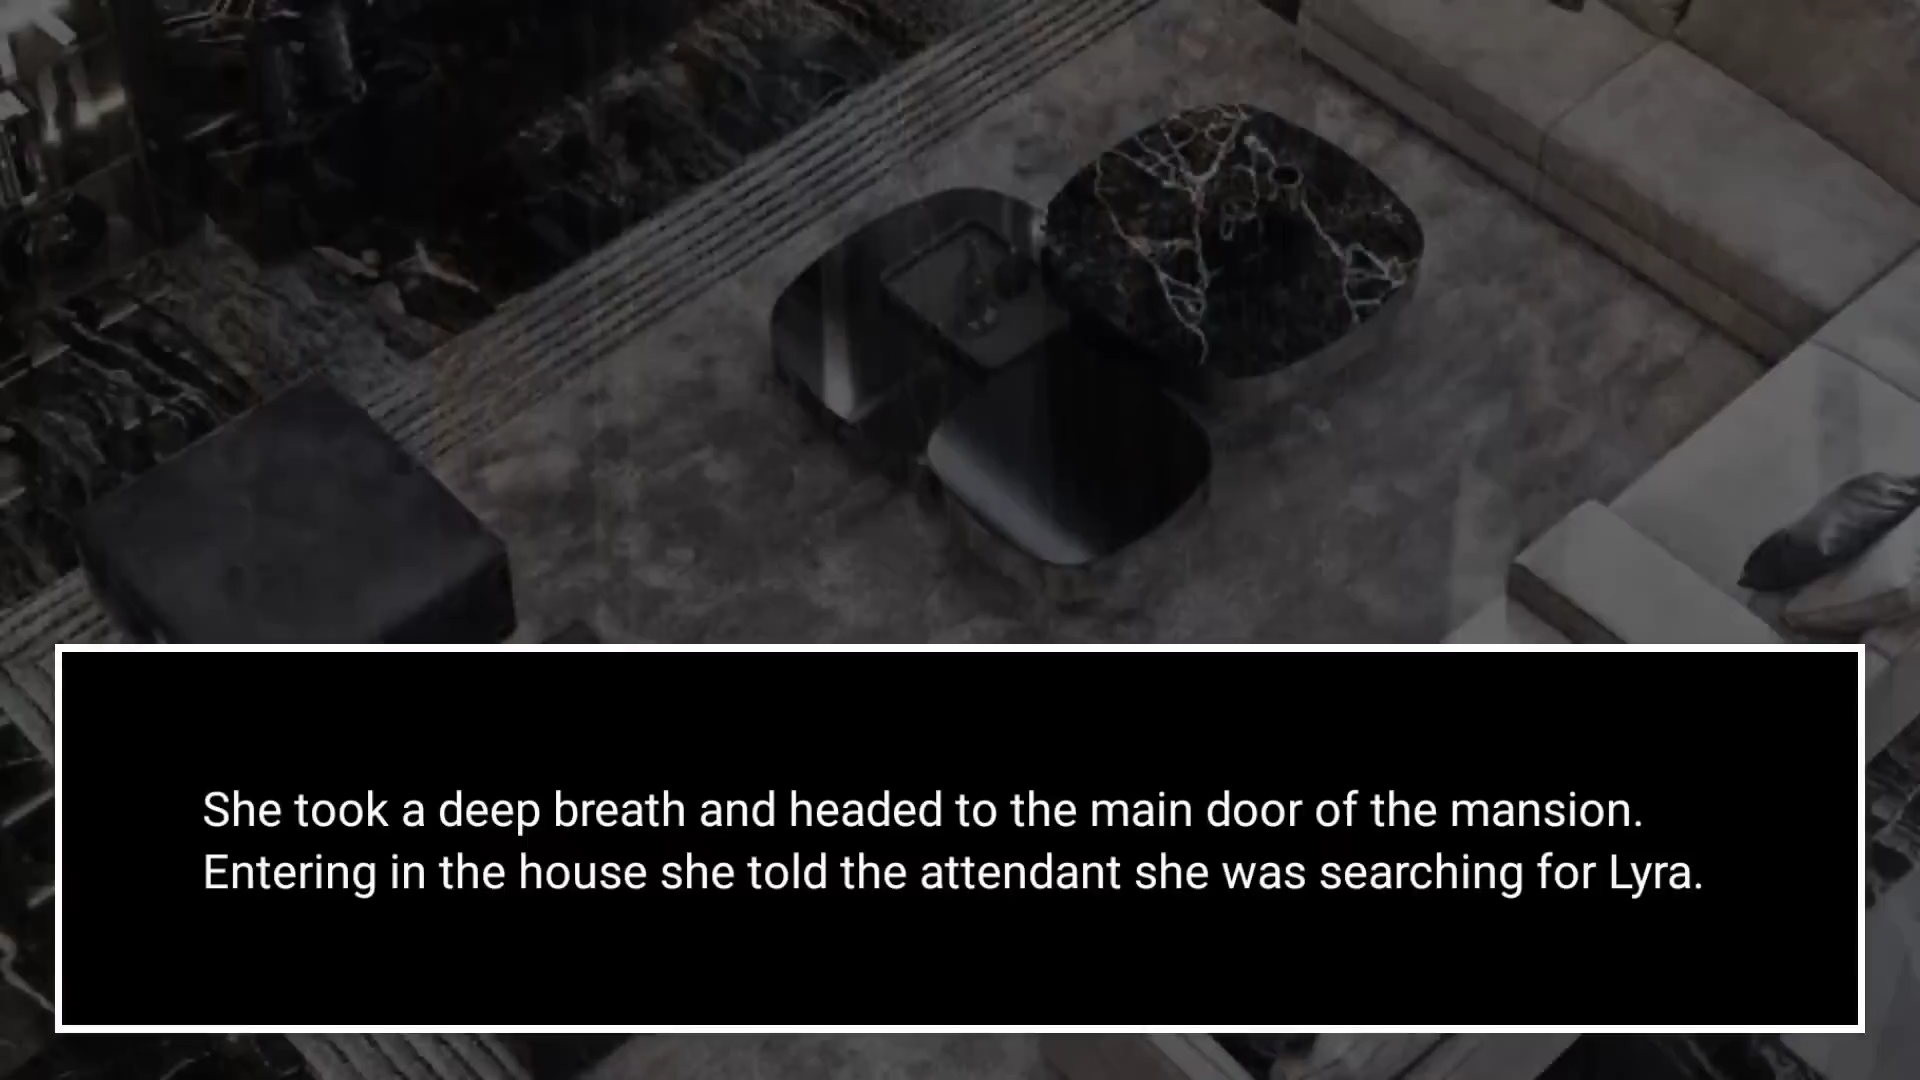 She took a deep breath and headed to the main door of the mansion.
Entering in the house she told the attendant she was searching for Lyra.